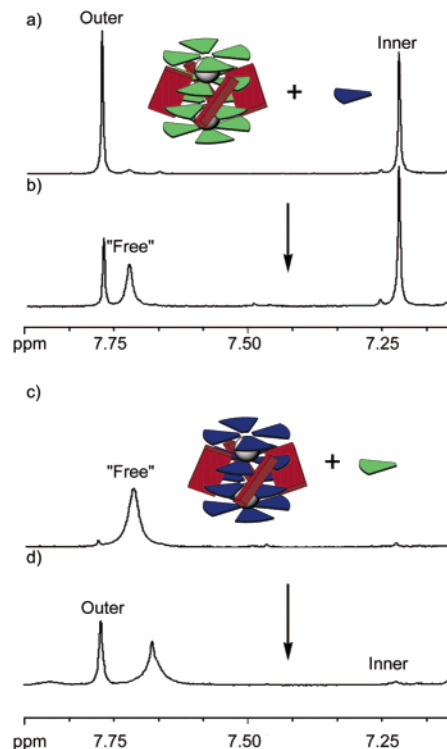 a)
Outer
Inner
+
b)
"Free"
ppm 7.75 7.50 7.25
c)
"Free"
+
d)
Outer
Inner
ppm 7.75 7.50 7.25